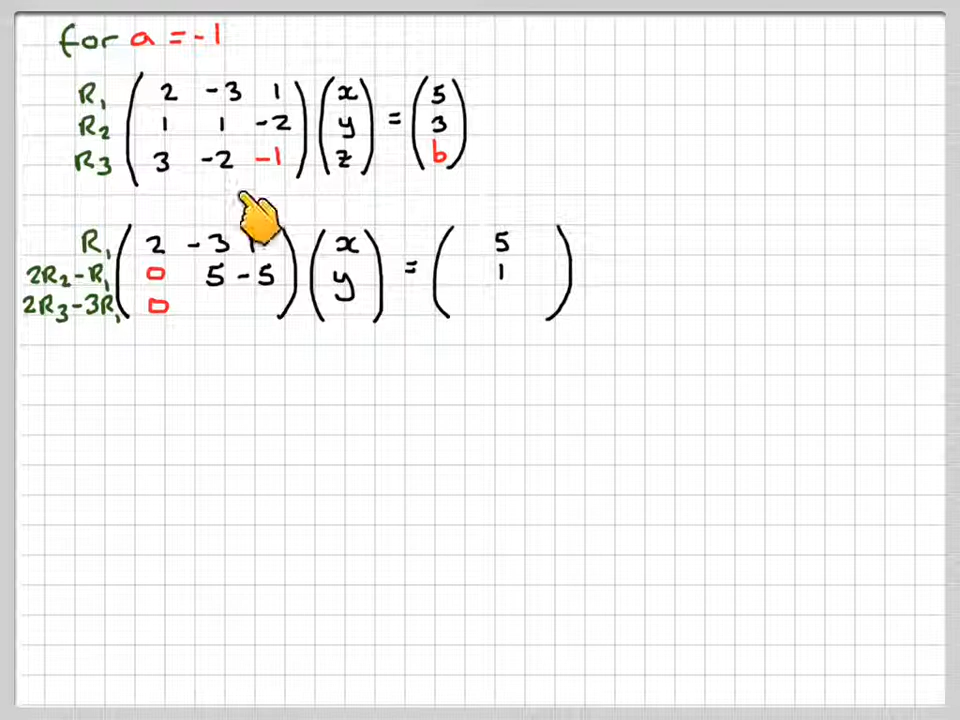 for a = -1
R₁ ( 2 -3 1 ) ( x ) = ( 5 )
R₂ ( 1 1 -2 ) ( y ) = ( 3 )
R₃ ( 3 -2 -1 ) ( z ) = ( b )
R₁ ( 2 -3 ) ( x ) = ( 5 )
2R₂-R₁ ( 0 5 -5 ) ( y ) = ( 1 )
2R₃-3R₁ ( 0